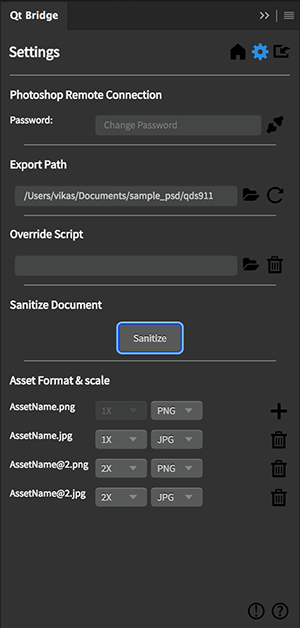 Qt Bridge
Settings
Photoshop Remote Connection
Password: Change Password
Export Path
/Users/vikas/Documents/sample_psd/qds911
Override Script
Sanitize Document
Sanitize
Asset Format & scale
AssetName.png 1X PNG
AssetName.jpg 1X JPG
AssetName@2.png 2X PNG
AssetName@2.jpg 2X JPG